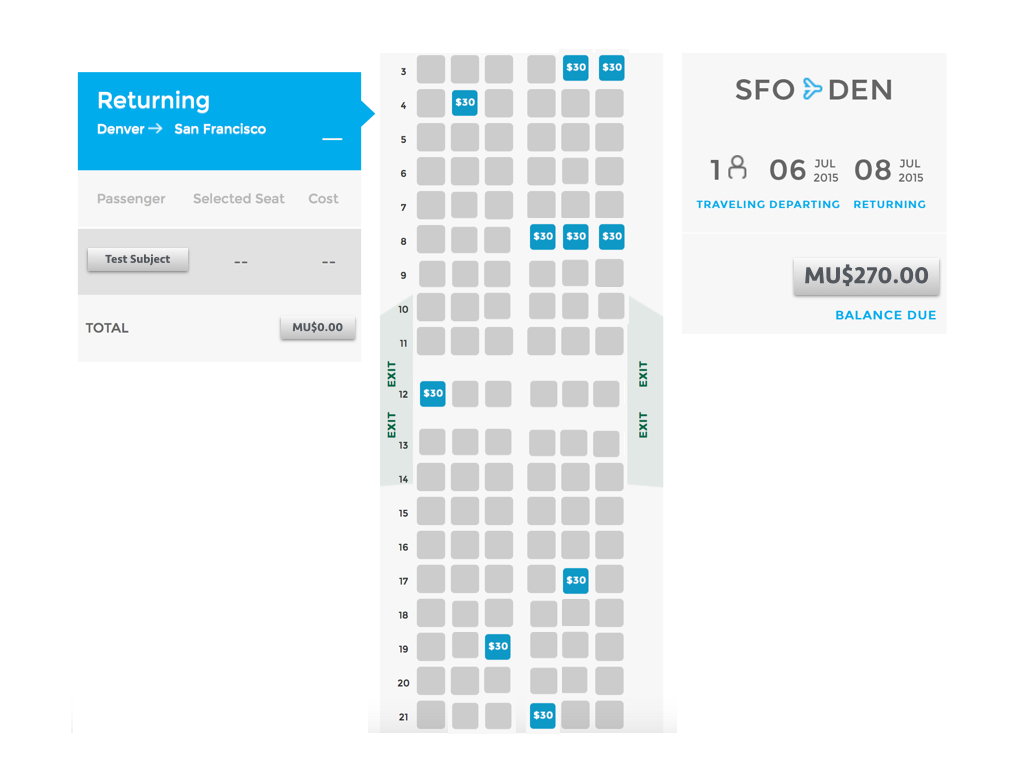 Returning
Denver → San Francisco
Passenger Selected Seat Cost
Test Subject -- --
TOTAL MU$0.00
3 $30 $30
4 $30
5
6
7
8 $30 $30 $30
9
10
11
EXIT EXIT
12 $30
EXIT EXIT
13
14
15
16
17 $30
18
19 $30
20
21 $30
SFO DEN
1 06 JUL 2015 08 JUL 2015
TRAVELING DEPARTING RETURNING
MU$270.00
BALANCE DUE